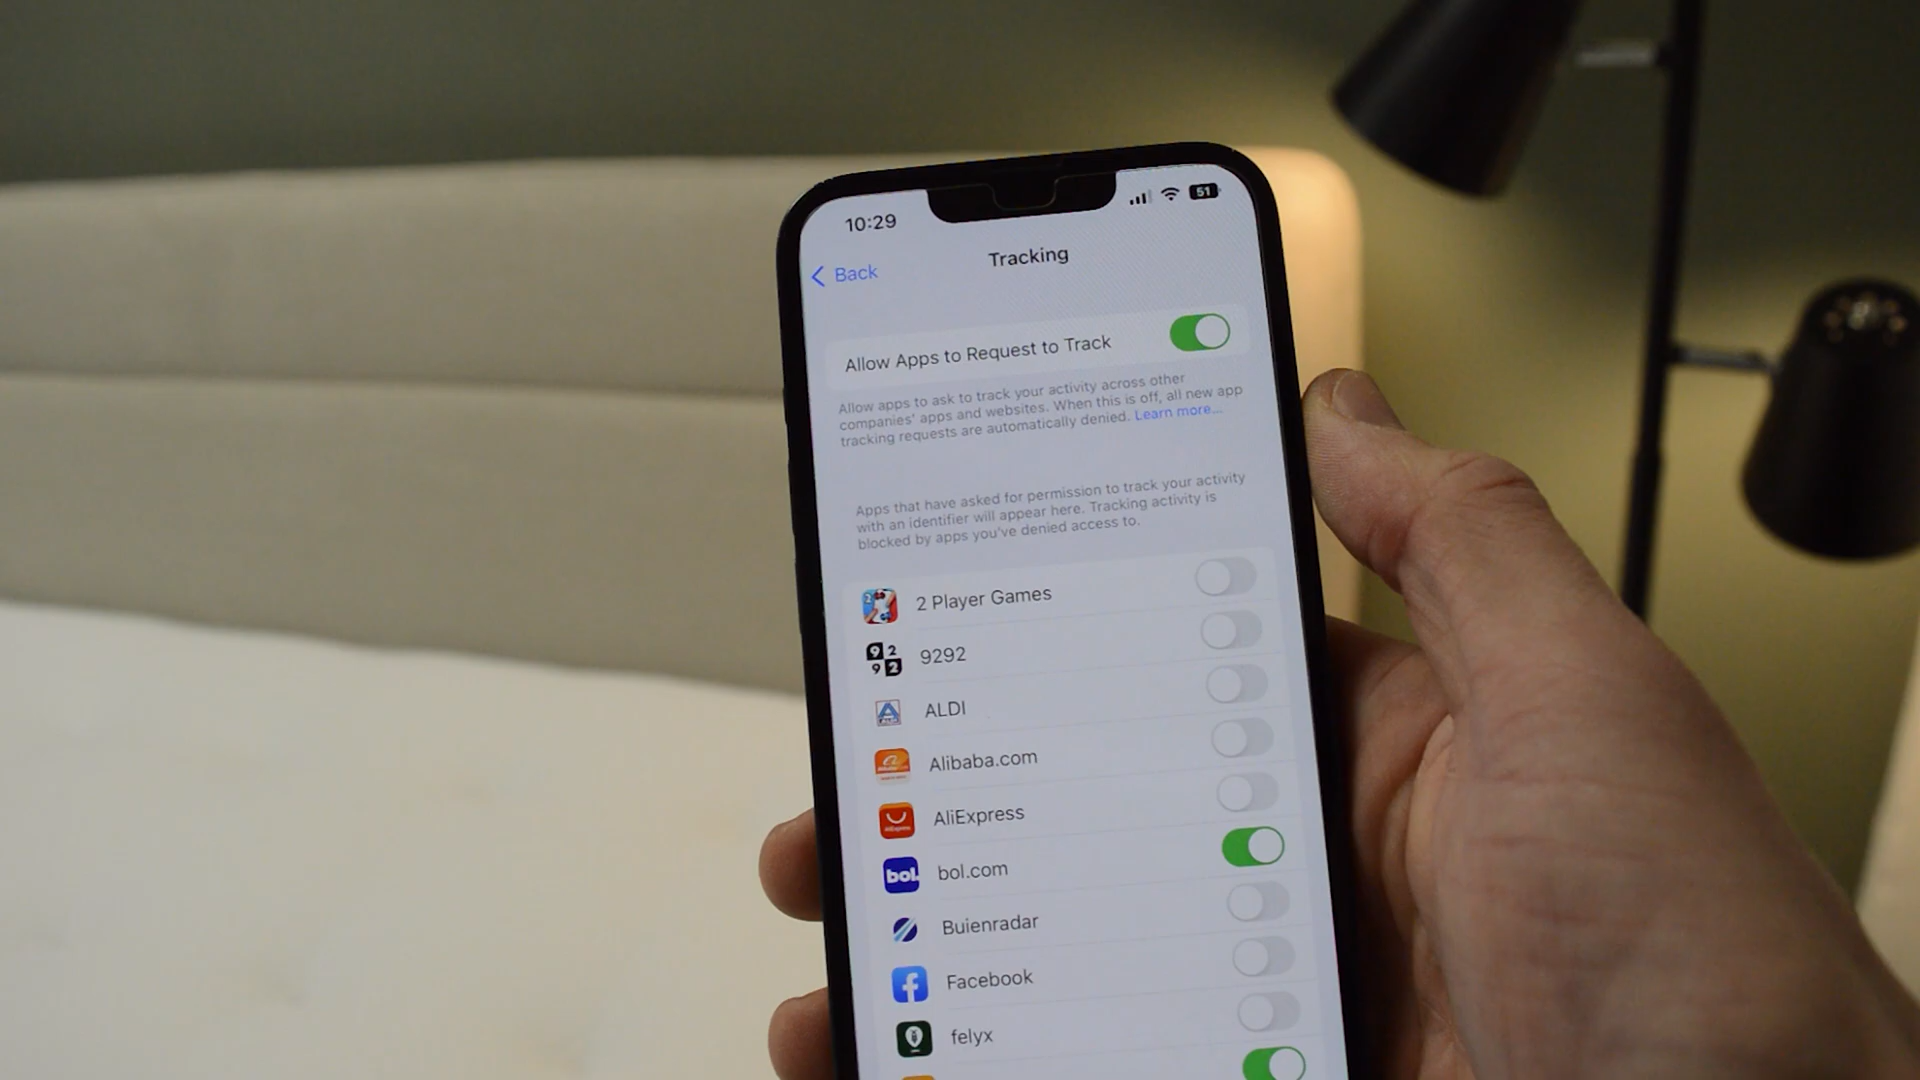 10:29
51
Back
Tracking
Allow Apps to Request to Track
Allow apps to ask to track your activity across other
companies' apps and websites. When this is off, all new app
tracking requests are automatically denied. Learn more...
Apps that have asked for permission to track your activity
with an identifier will appear here. Tracking activity is
blocked by apps you've denied access to.
2 Player Games
9292
ALDI
Alibaba.com
AliExpress
bol.com
Buienradar
Facebook
felyx